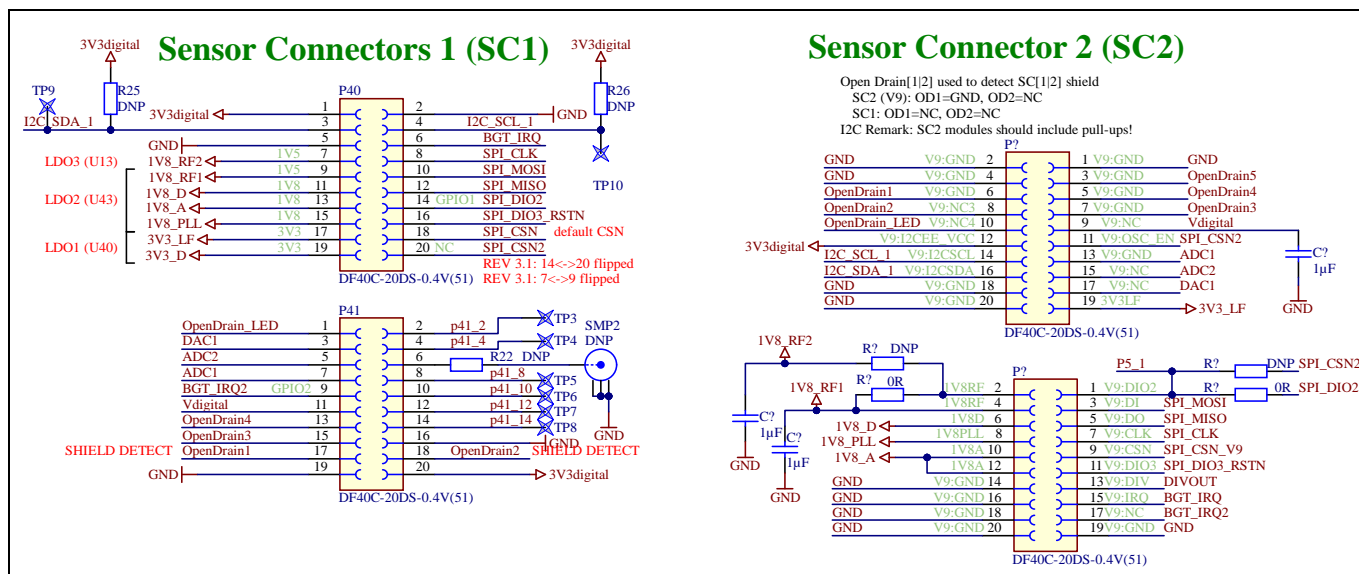 Sensor Connectors 1 (SC1)
3V3digital
3V3digital
TP9
R25
DNP
R26
DNP
P40
3V3digital 1 2 GND
I2C_SDA_1 3 4 I2C_SCL_1
GND 5 6 BGT_IRQ
LDO3 (U13) 1V8_RF2 1V5 7 8 SPI_CLK
1V8_RF1 9 10 SPI_MOSI
TP10
LDO2 (U43) 1V8_D 1V8 11 12 SPI_MISO
1V8_A 1V8 13 14 GPIO1 SPI_DIO2
1V8_PLL 1V8 15 16 SPI_DIO3_RSTN
3V3_LF 3V3 17 18 SPI_CSN default CSN
LDO1 (U40) 3V3_D 3V3 19 20 NC SPI_CSN2
REV 3.1: 14<->20 flipped
DF40C-20DS-0.4V(51)
REV 3.1: 7<->9 flipped
P41
OpenDrain_LED 1 2 p41_2 TP3
DAC1 3 4 p41_4 TP4
SMP2
DNP
ADC2 5 6 R22 DNP
ADC1 7 8 p41_8 TP5
BGT_IRQ2 GPIO2 9 10 p41_10 TP6
Vdigital 11 12 p41_12 TP7
OpenDrain4 13 14 p41_14 TP8
GND
OpenDrain3 15 16 GND
SHIELD DETECT OpenDrain1 17 18 OpenDrain2 SHIELD DETECT
GND 19 20 3V3digital
DF40C-20DS-0.4V(51)
Sensor Connector 2 (SC2)
Open Drain[1|2] used to detect SC[1|2] shield
SC2 (V9): OD1=GND, OD2=NC
SC1: OD1=NC, OD2=NC
I2C Remark: SC2 modules should include pull-ups!
P?
GND V9:GND 2 1 V9:GND GND
GND V9:GND 4 3 V9:GND OpenDrain5
OpenDrain1 V9:GND 6 5 V9:GND OpenDrain4
OpenDrain2 V9:NC3 8 7 V9:GND OpenDrain3
OpenDrain_LED V9:NC4 10 9 V9:NC Vdigital
3V3digital V9:I2CEE_VCC 12 11 V9:OSC_EN SPI_CSN2
I2C_SCL_1 V9:I2CSCL 14 13 V9:GND ADC1
C?
1µF
I2C_SDA_1 V9:I2CSDA 16 15 V9:NC ADC2
GND V9:GND 18 17 V9:NC DAC1
GND V9:GND 20 19 3V3LF 3V3_LF
GND
DF40C-20DS-0.4V(51)
1V8_RF2
R? DNP
P5_1
R? DNP SPI_CSN2
1V8_RF1
R?
0R
P?
R? 0R SPI_DIO2
1V8RF 2 1 V9:DIO2
1V8RF 4 3 V9:DI SPI_MOSI
C?
1µF
1V8_D 1V8D 6 5 V9:DO SPI_MISO
1V8_PLL 1V8PLL 8 7 V9:CLK SPI_CLK
C?
1µF
1V8_A 1V8A 10 9 V9:CSN SPI_CSN_V9
1V8A 12 11 V9:DIO3 SPI_DIO3_RSTN
GND
GND
GND V9:GND 14 13 V9:DIV DIVOUT
GND V9:GND 16 15 V9:IRQ BGT_IRQ
GND V9:GND 18 17 V9:NC BGT_IRQ2
GND V9:GND 20 19 V9:GND GND
DF40C-20DS-0.4V(51)